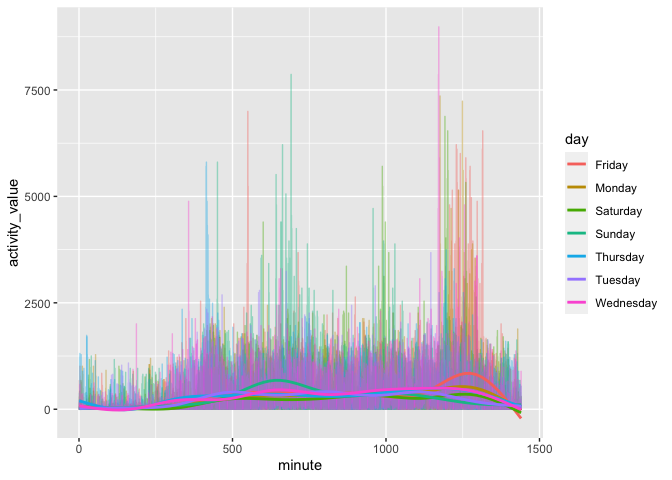 7500
5000
2500
0
activity_value
0
500
1000
1500
minute
day
Friday
Monday
Saturday
Sunday
Thursday
Tuesday
Wednesday